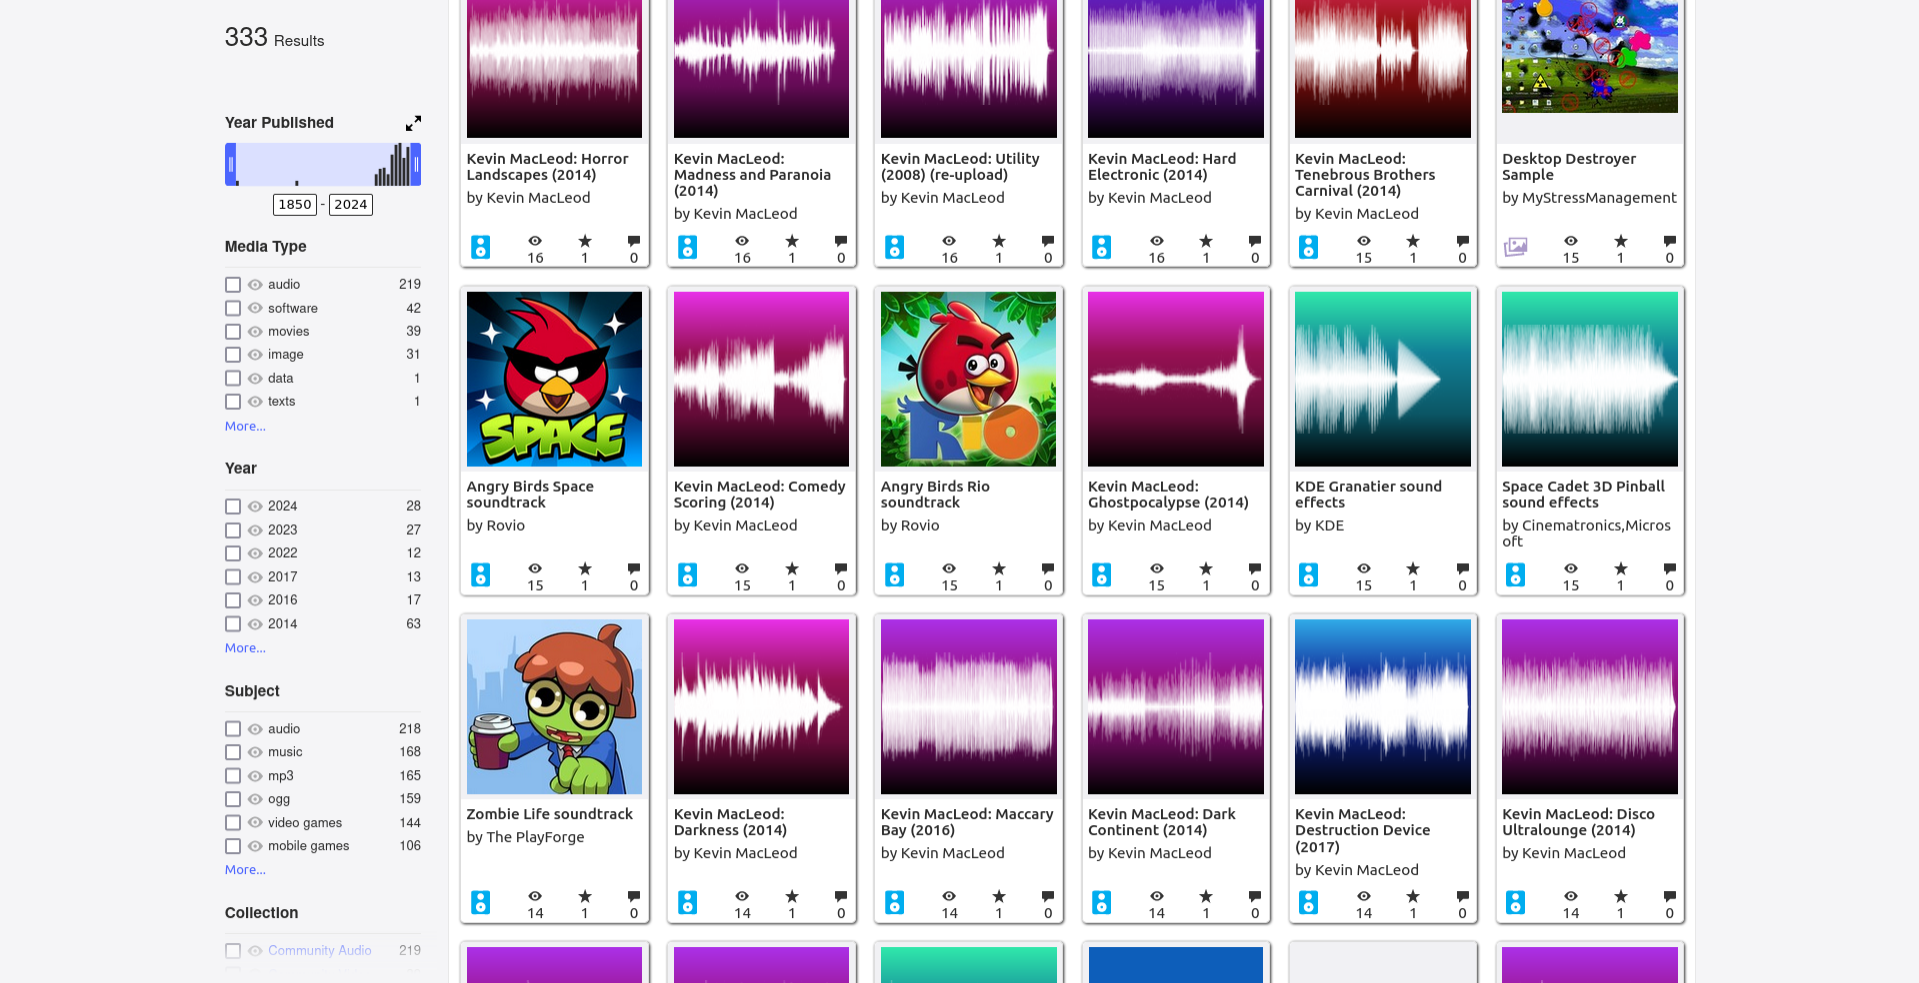 333 Results
Year Published
1850 - 2024
Media Type
audio 219
software 42
movies 39
image 31
data 1
texts 1
More...
Year
2024 28
2023 27
2022 12
2017 13
2016 17
2014 63
More...
Subject
audio 218
music 168
mp3 165
ogg 159
video games 144
mobile games 106
More...
Collection
Community Audio 219
Kevin MacLeod: Horror
Landscapes (2014)
by Kevin MacLeod
16 1 0
Kevin MacLeod:
Madness and Paranoia
(2014)
by Kevin MacLeod
16 1 0
Kevin MacLeod: Utility
(2008) (re-upload)
by Kevin MacLeod
16 1 0
Kevin MacLeod: Hard
Electronic (2014)
by Kevin MacLeod
16 1 0
Kevin MacLeod:
Tenebrous Brothers
Carnival (2014)
by Kevin MacLeod
15 1 0
Desktop Destroyer
Sample
by MyStressManagement
15 1 0
SPACE
Angry Birds Space
soundtrack
by Rovio
15 1 0
Kevin MacLeod: Comedy
Scoring (2014)
by Kevin MacLeod
15 1 0
RIO
Angry Birds Rio
soundtrack
by Rovio
15 1 0
Kevin MacLeod:
Ghostpocalypse (2014)
by Kevin MacLeod
15 1 0
KDE Granatier sound
effects
by KDE
15 1 0
Space Cadet 3D Pinball
sound effects
by Cinematronics,Micros
oft
15 1 0
Zombie Life soundtrack
by The PlayForge
14 1 0
Kevin MacLeod:
Darkness (2014)
by Kevin MacLeod
14 1 0
Kevin MacLeod: Maccary
Bay (2016)
by Kevin MacLeod
14 1 0
Kevin MacLeod: Dark
Continent (2014)
by Kevin MacLeod
14 1 0
Kevin MacLeod:
Destruction Device
(2017)
by Kevin MacLeod
14 1 0
Kevin MacLeod: Disco
Ultralounge (2014)
by Kevin MacLeod
14 1 0